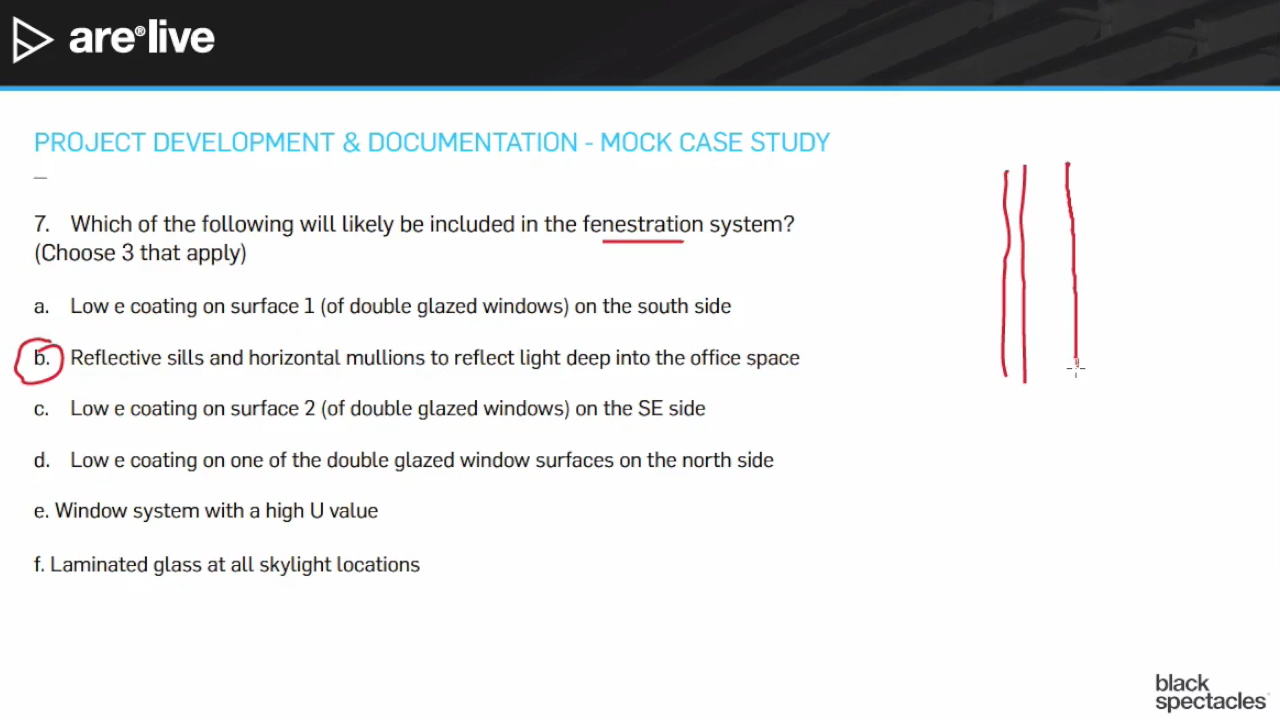 are®live
PROJECT DEVELOPMENT & DOCUMENTATION - MOCK CASE STUDY
7. Which of the following will likely be included in the fenestration system?
(Choose 3 that apply)
a. Low e coating on surface 1 (of double glazed windows) on the south side
b. Reflective sills and horizontal mullions to reflect light deep into the office space
c. Low e coating on surface 2 (of double glazed windows) on the SE side
d. Low e coating on one of the double glazed window surfaces on the north side
e. Window system with a high U value
f. Laminated glass at all skylight locations
black
spectacles